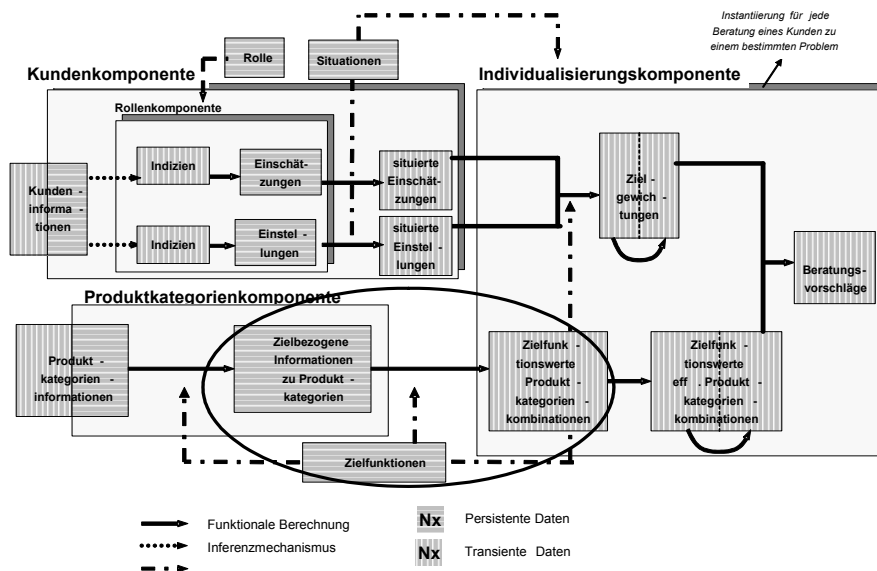 Instantiierung für jede
Beratung eines Kunden zu
einem bestimmten Problem
Rolle
Situationen
Kundenkomponente
Individualisierungskomponente
Rollenkomponente
Kunden -
informa -
tionen
Indizien
Einschät-
zungen
situierte
Einschät-
zungen
Ziel -
gewich -
tungen
Indizien
Einstel -
lungen
situierte
Einstel -
lungen
Beratungs-
vorschläge
Produktkategorienkomponente
Produkt -
kategorien -
informationen
Zielbezogene
Informationen
zu Produkt -
kategorien
Zielfunk -
tionswerte
Produkt -
kategorien -
kombinationen
Zielfunk -
tionswerte
eff . Produkt -
kategorien -
kombinationen
Zielfunktionen
Funktionale Berechnung
Nx Persistente Daten
Inferenzmechanismus
Nx Transiente Daten